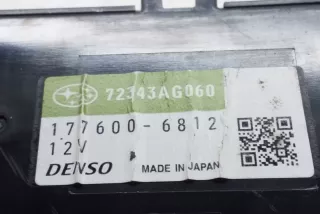 72343AG060
177600-6812
12V
DENSO MADE IN JAPAN